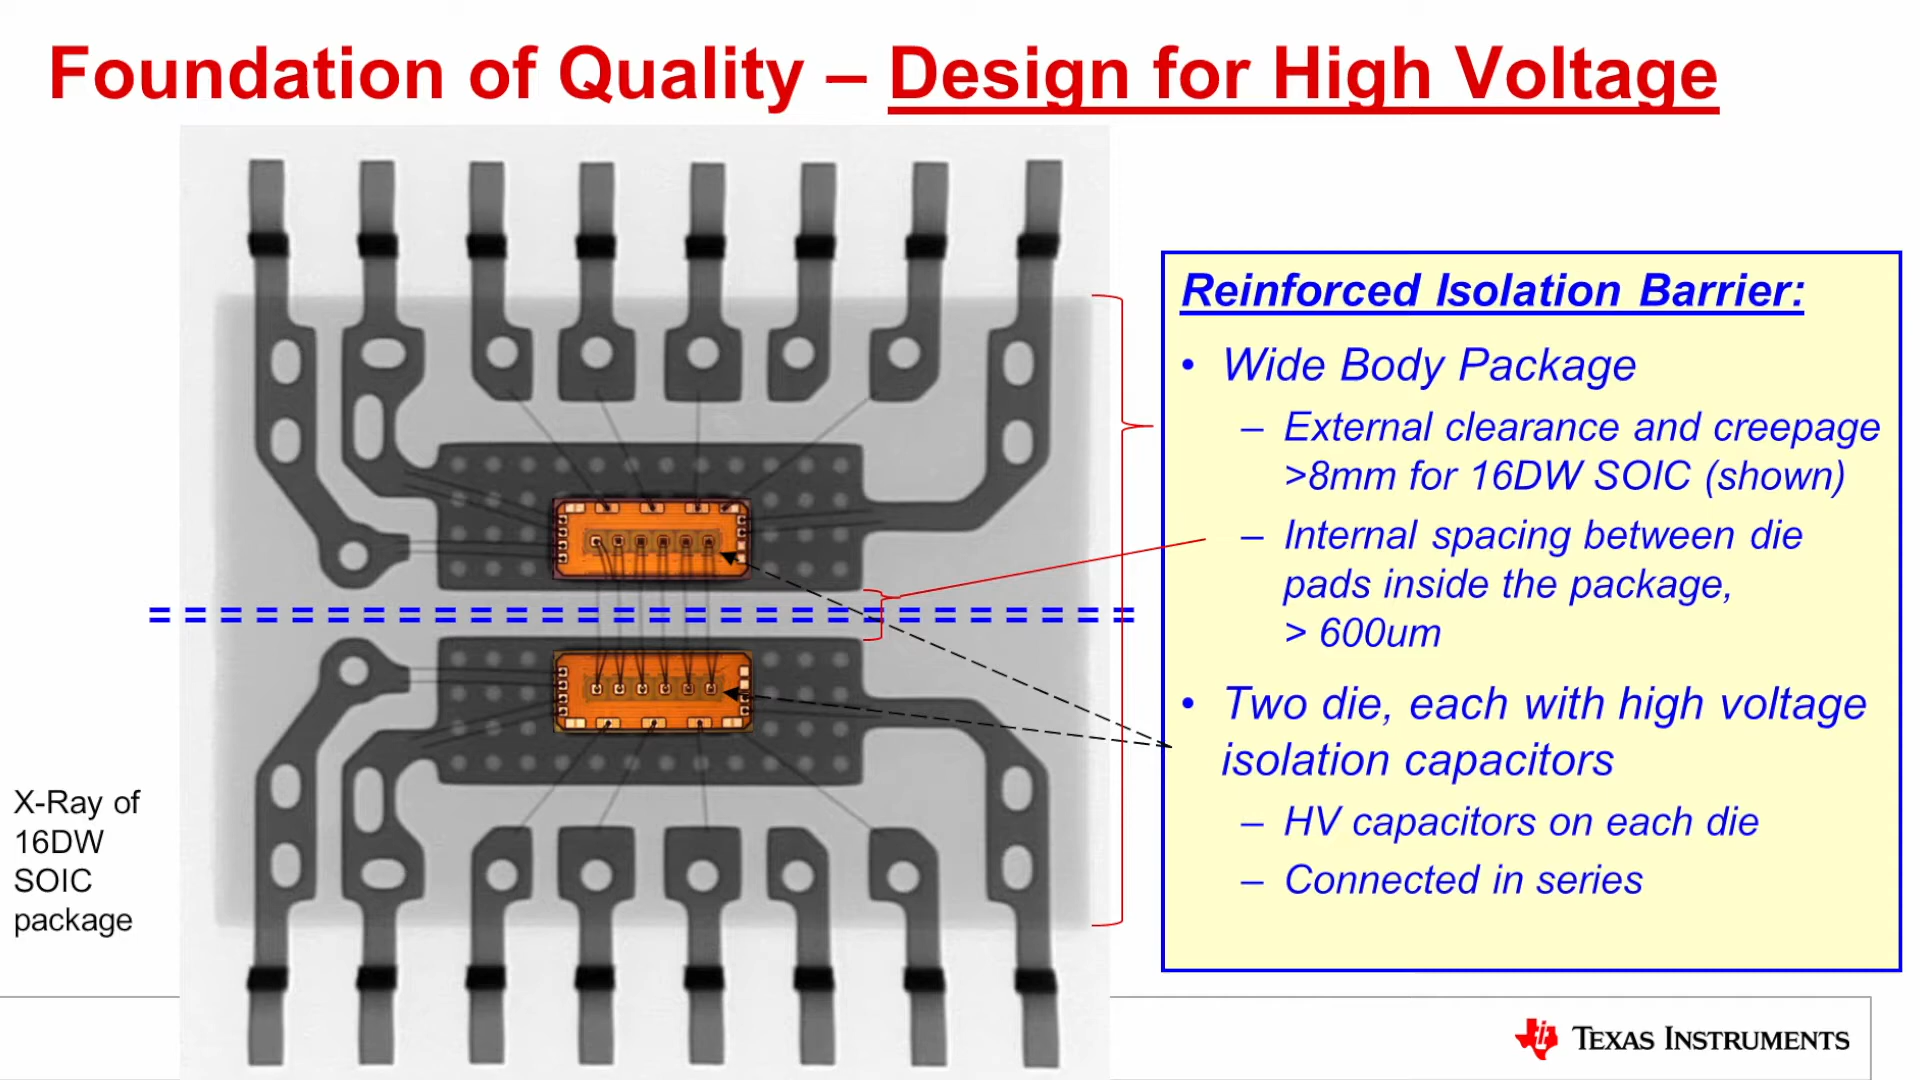 Foundation of Quality – Design for High Voltage
Reinforced Isolation Barrier:
• Wide Body Package
– External clearance and creepage
>8mm for 16DW SOIC (shown)
– Internal spacing between die
pads inside the package,
> 600um
• Two die, each with high voltage
isolation capacitors
– HV capacitors on each die
– Connected in series
X-Ray of
16DW
SOIC
package
TEXAS INSTRUMENTS